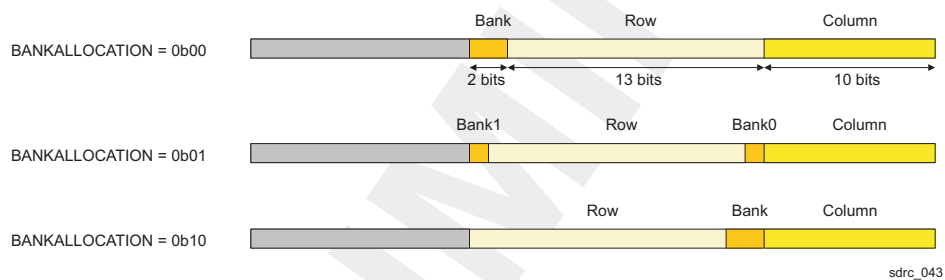 Bank Row Column
BANKALLOCATION = 0b00
2 bits 13 bits 10 bits
Bank1 Row Bank0 Column
BANKALLOCATION = 0b01
Row Bank Column
BANKALLOCATION = 0b10
sdrc_043